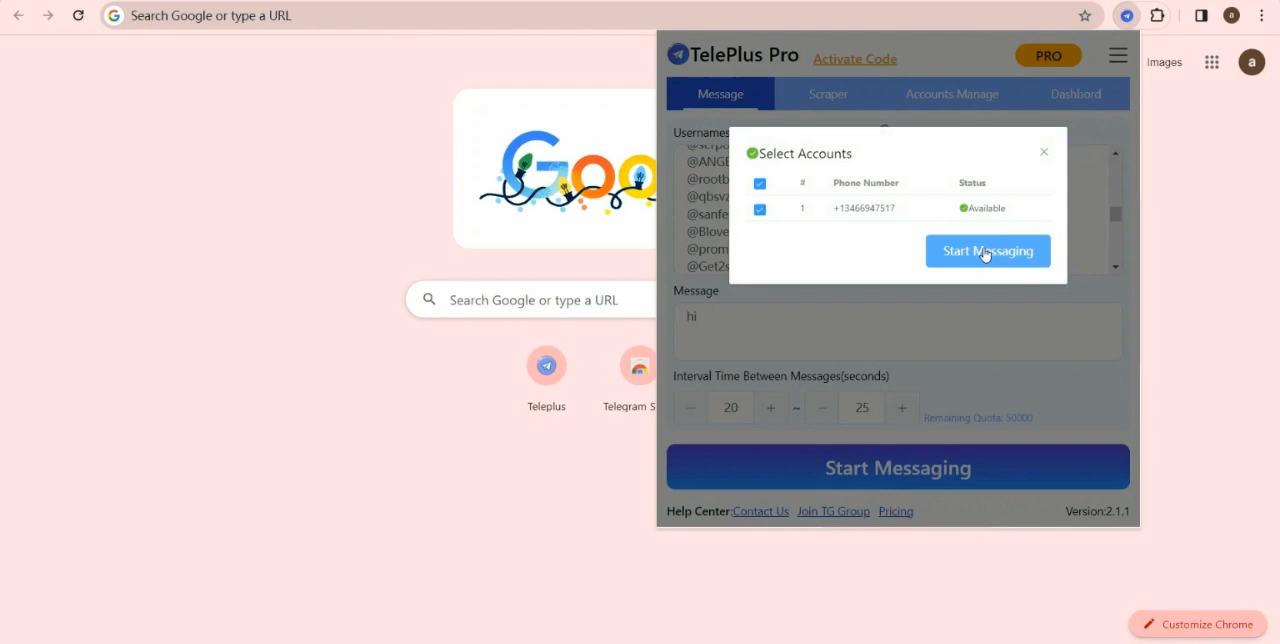 Search Google or type a URL
TelePlus Pro
Activate Code
PRO
Images
a
a
Message
Scraper
Accounts Manage
Dashbord
Usernames
@ANGE
@rootb
@qbsvz
@sanfe
@Blove
@prom
@Get2s
Select Accounts
# Phone Number Status
1 +13466947517 Available
Start Messaging
Goo
Search Google or type a URL
Teleplus
Telegram S
Message
hi
Interval Time Between Messages(seconds)
− 20 + ~ − 25 +
Remaining Quota: 50000
Start Messaging
Help Center:Contact Us Join TG Group Pricing
Version:2.1.1
Customize Chrome